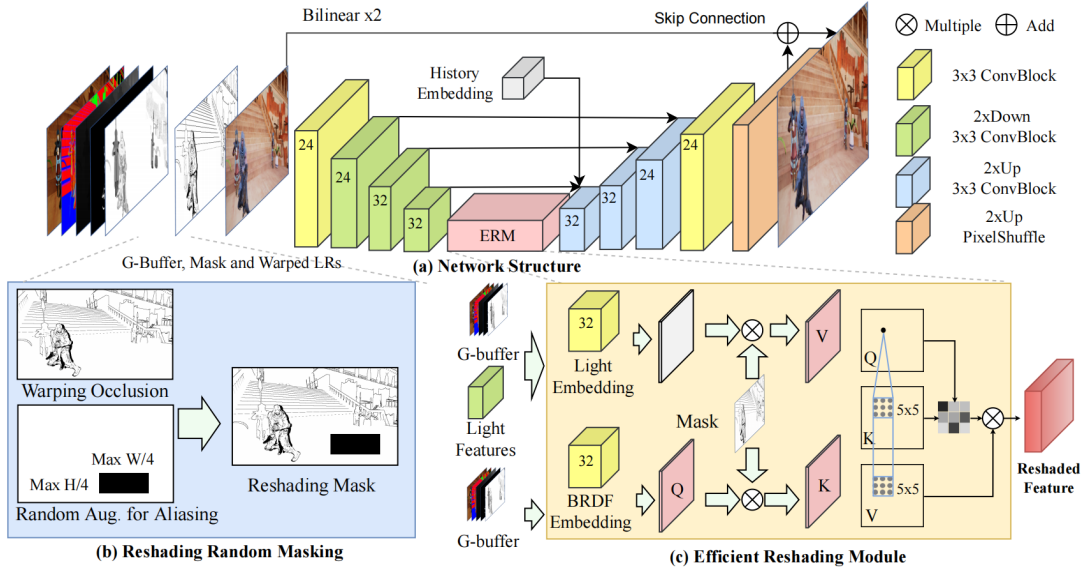 Bilinear x2
Skip Connection
Multiple
Add
History
Embedding
3x3 ConvBlock
2xDown
3x3 ConvBlock
2xUp
3x3 ConvBlock
2xUp
PixelShuffle
24
24
32
32
ERM
32
32
24
24
G-Buffer, Mask and Warped LRs
(a) Network Structure
Warping Occlusion
Max W/4
Max H/4
Random Aug. for Aliasing
Reshading Mask
(b) Reshading Random Masking
G-buffer
Light
Features
G-buffer
32
Light
Embedding
32
BRDF
Embedding
Mask
V
Q
K
Q
5x5
K
5x5
V
Reshaded
Feature
(c) Efficient Reshading Module